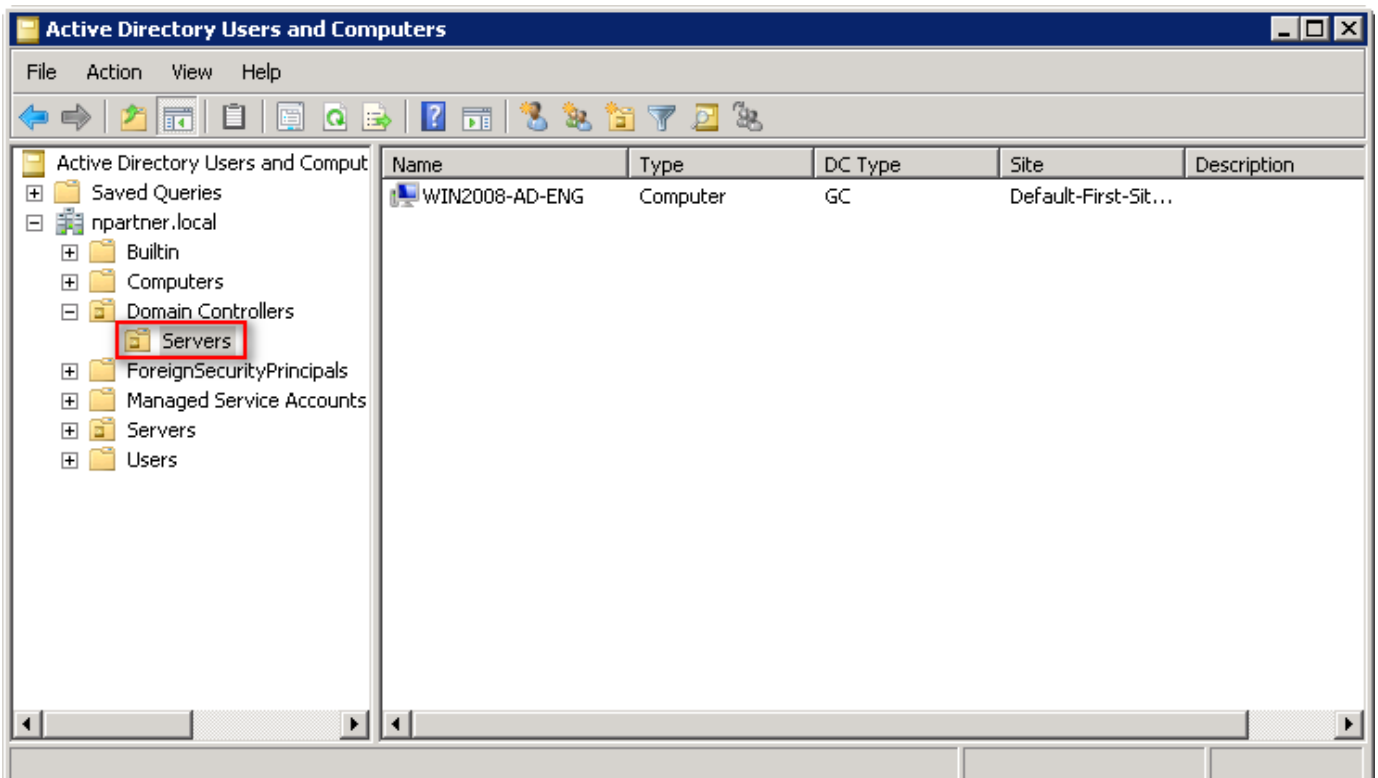 Active Directory Users and Computers
File Action View Help
Active Directory Users and Comput
Saved Queries
npartner.local
Builtin
Computers
Domain Controllers
Servers
ForeignSecurityPrincipals
Managed Service Accounts
Servers
Users
Name Type DC Type Site Description
WIN2008-AD-ENG Computer GC Default-First-Sit...